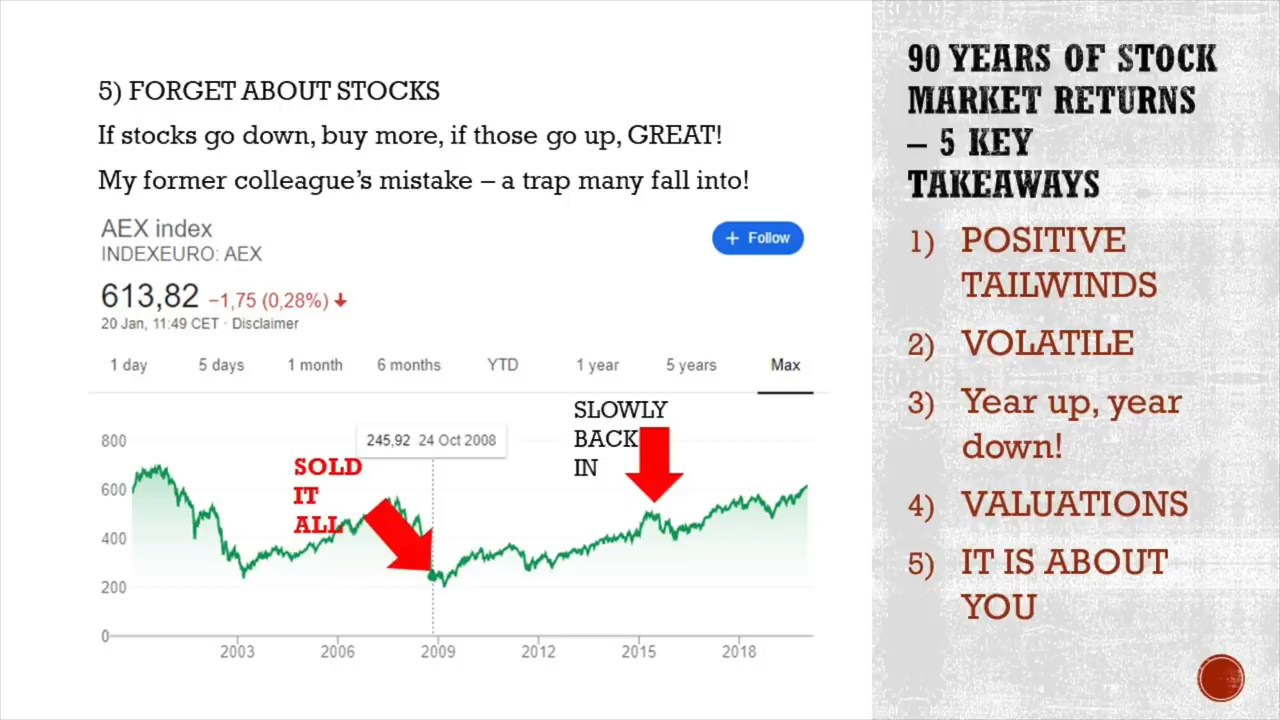 5) FORGET ABOUT STOCKS
If stocks go down, buy more, if those go up, GREAT!
My former colleague's mistake – a trap many fall into!
AEX index
INDEXEURO: AEX
+ Follow
613,82 −1,75 (0,28%) ↓
20 Jan, 11:49 CET · Disclaimer
1 day 5 days 1 month 6 months YTD 1 year 5 years Max
SLOWLY
BACK
IN
245,92 24 Oct 2008
SOLD
IT
ALL
800
600
400
200
0
2003 2006 2009 2012 2015 2018
90 YEARS OF STOCK
MARKET RETURNS
– 5 KEY
TAKEAWAYS
1) POSITIVE
TAILWINDS
2) VOLATILE
3) Year up, year
down!
4) VALUATIONS
5) IT IS ABOUT
YOU